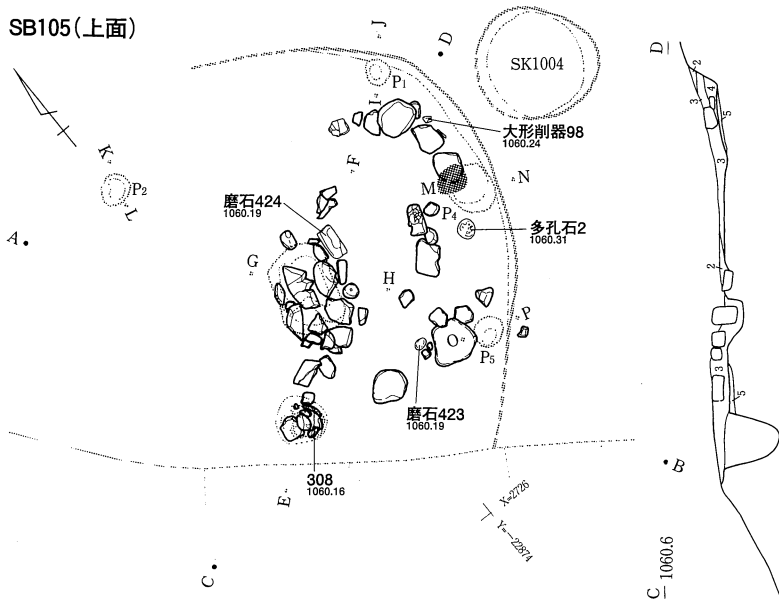 SB105(上面)
J
D
SK1004
P1
I
大形削器98
1060.24
K
F
P2
L
M
N
磨石424
1060.19
P4
多孔石2
1060.31
A
G
H
P
O
P5
磨石423
1060.19
308
1060.16
E
X=2726
Y=-22874
B
C
D
2
3
4
5
3
2
3
5
C
1060.6